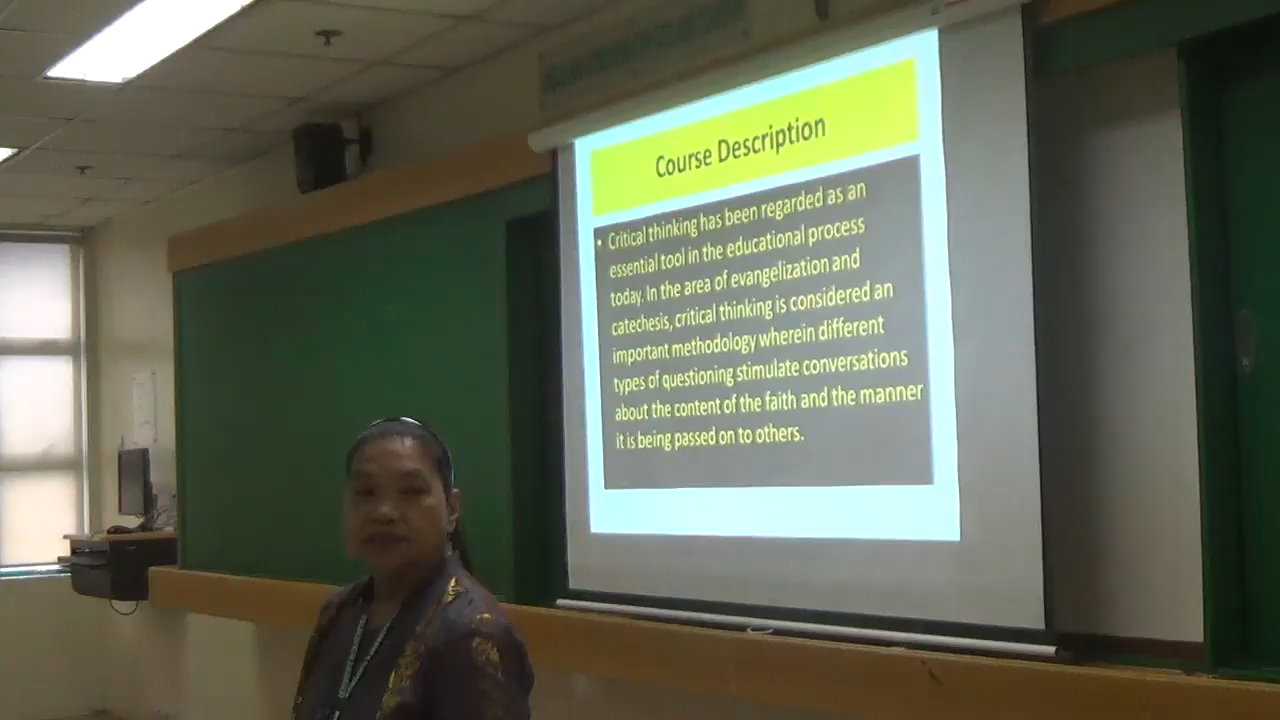 Course Description
• Critical thinking has been regarded as an
essential tool in the educational process
today. In the area of evangelization and
catechesis, critical thinking is considered an
important methodology wherein different
types of questioning stimulate conversations
about the content of the faith and the manner
it is being passed on to others.